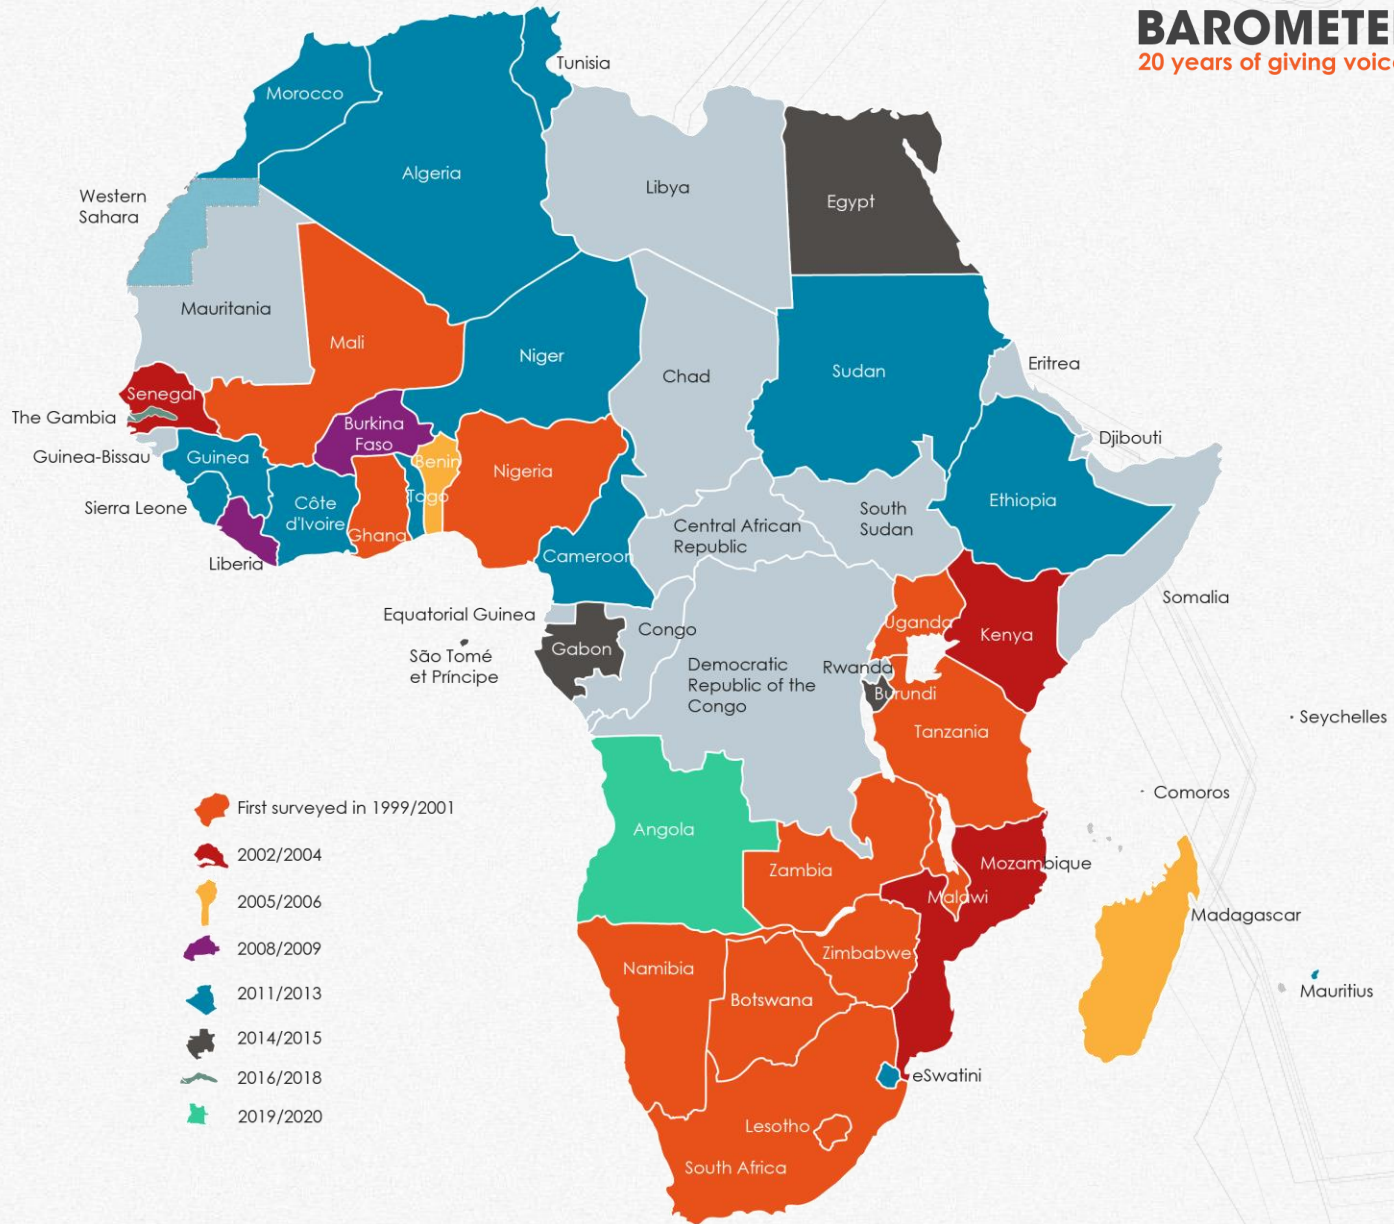 BAROMETE
20 years of giving voic
Tunisia
Morocco
Algeria
Libya
Egypt
Western
Sahara
Mauritania
Mali
Niger
Chad
Sudan
Eritrea
Senegal
The Gambia
Burkina
Faso
Djibouti
Guinea-Bissau
Guinea
Benin
Nigeria
Togo
Sierra Leone
Côte
d'Ivoire
Ghana
Ethiopia
South
Sudan
Central African
Republic
Liberia
Cameroon
Somalia
Equatorial Guinea
Congo
Uganda
Kenya
Gabon
São Tomé
et Príncipe
Democratic
Republic of the
Congo
Rwanda
Burundi
Seychelles
Tanzania
Comoros
Angola
Zambia
Mozambique
Malawi
Madagascar
Zimbabwe
Namibia
Botswana
Mauritius
eSwatini
Lesotho
South Africa
First surveyed in 1999/2001
2002/2004
2005/2006
2008/2009
2011/2013
2014/2015
2016/2018
2019/2020